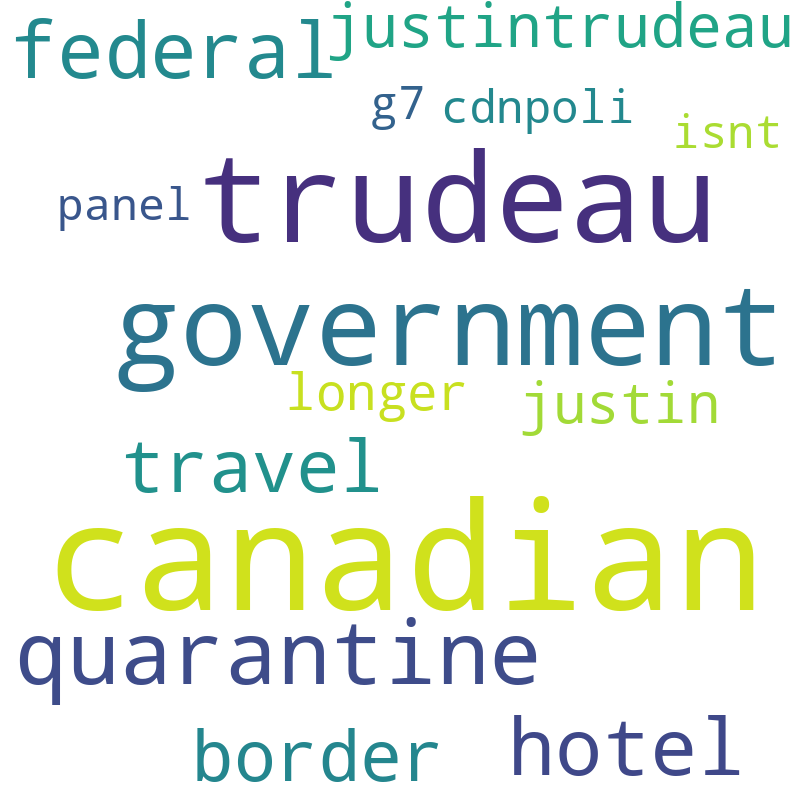 federal justintrudeau
g7 cdnpoli isnt
panel trudeau
government
longer justin
travel
canadian
quarantine
border hotel